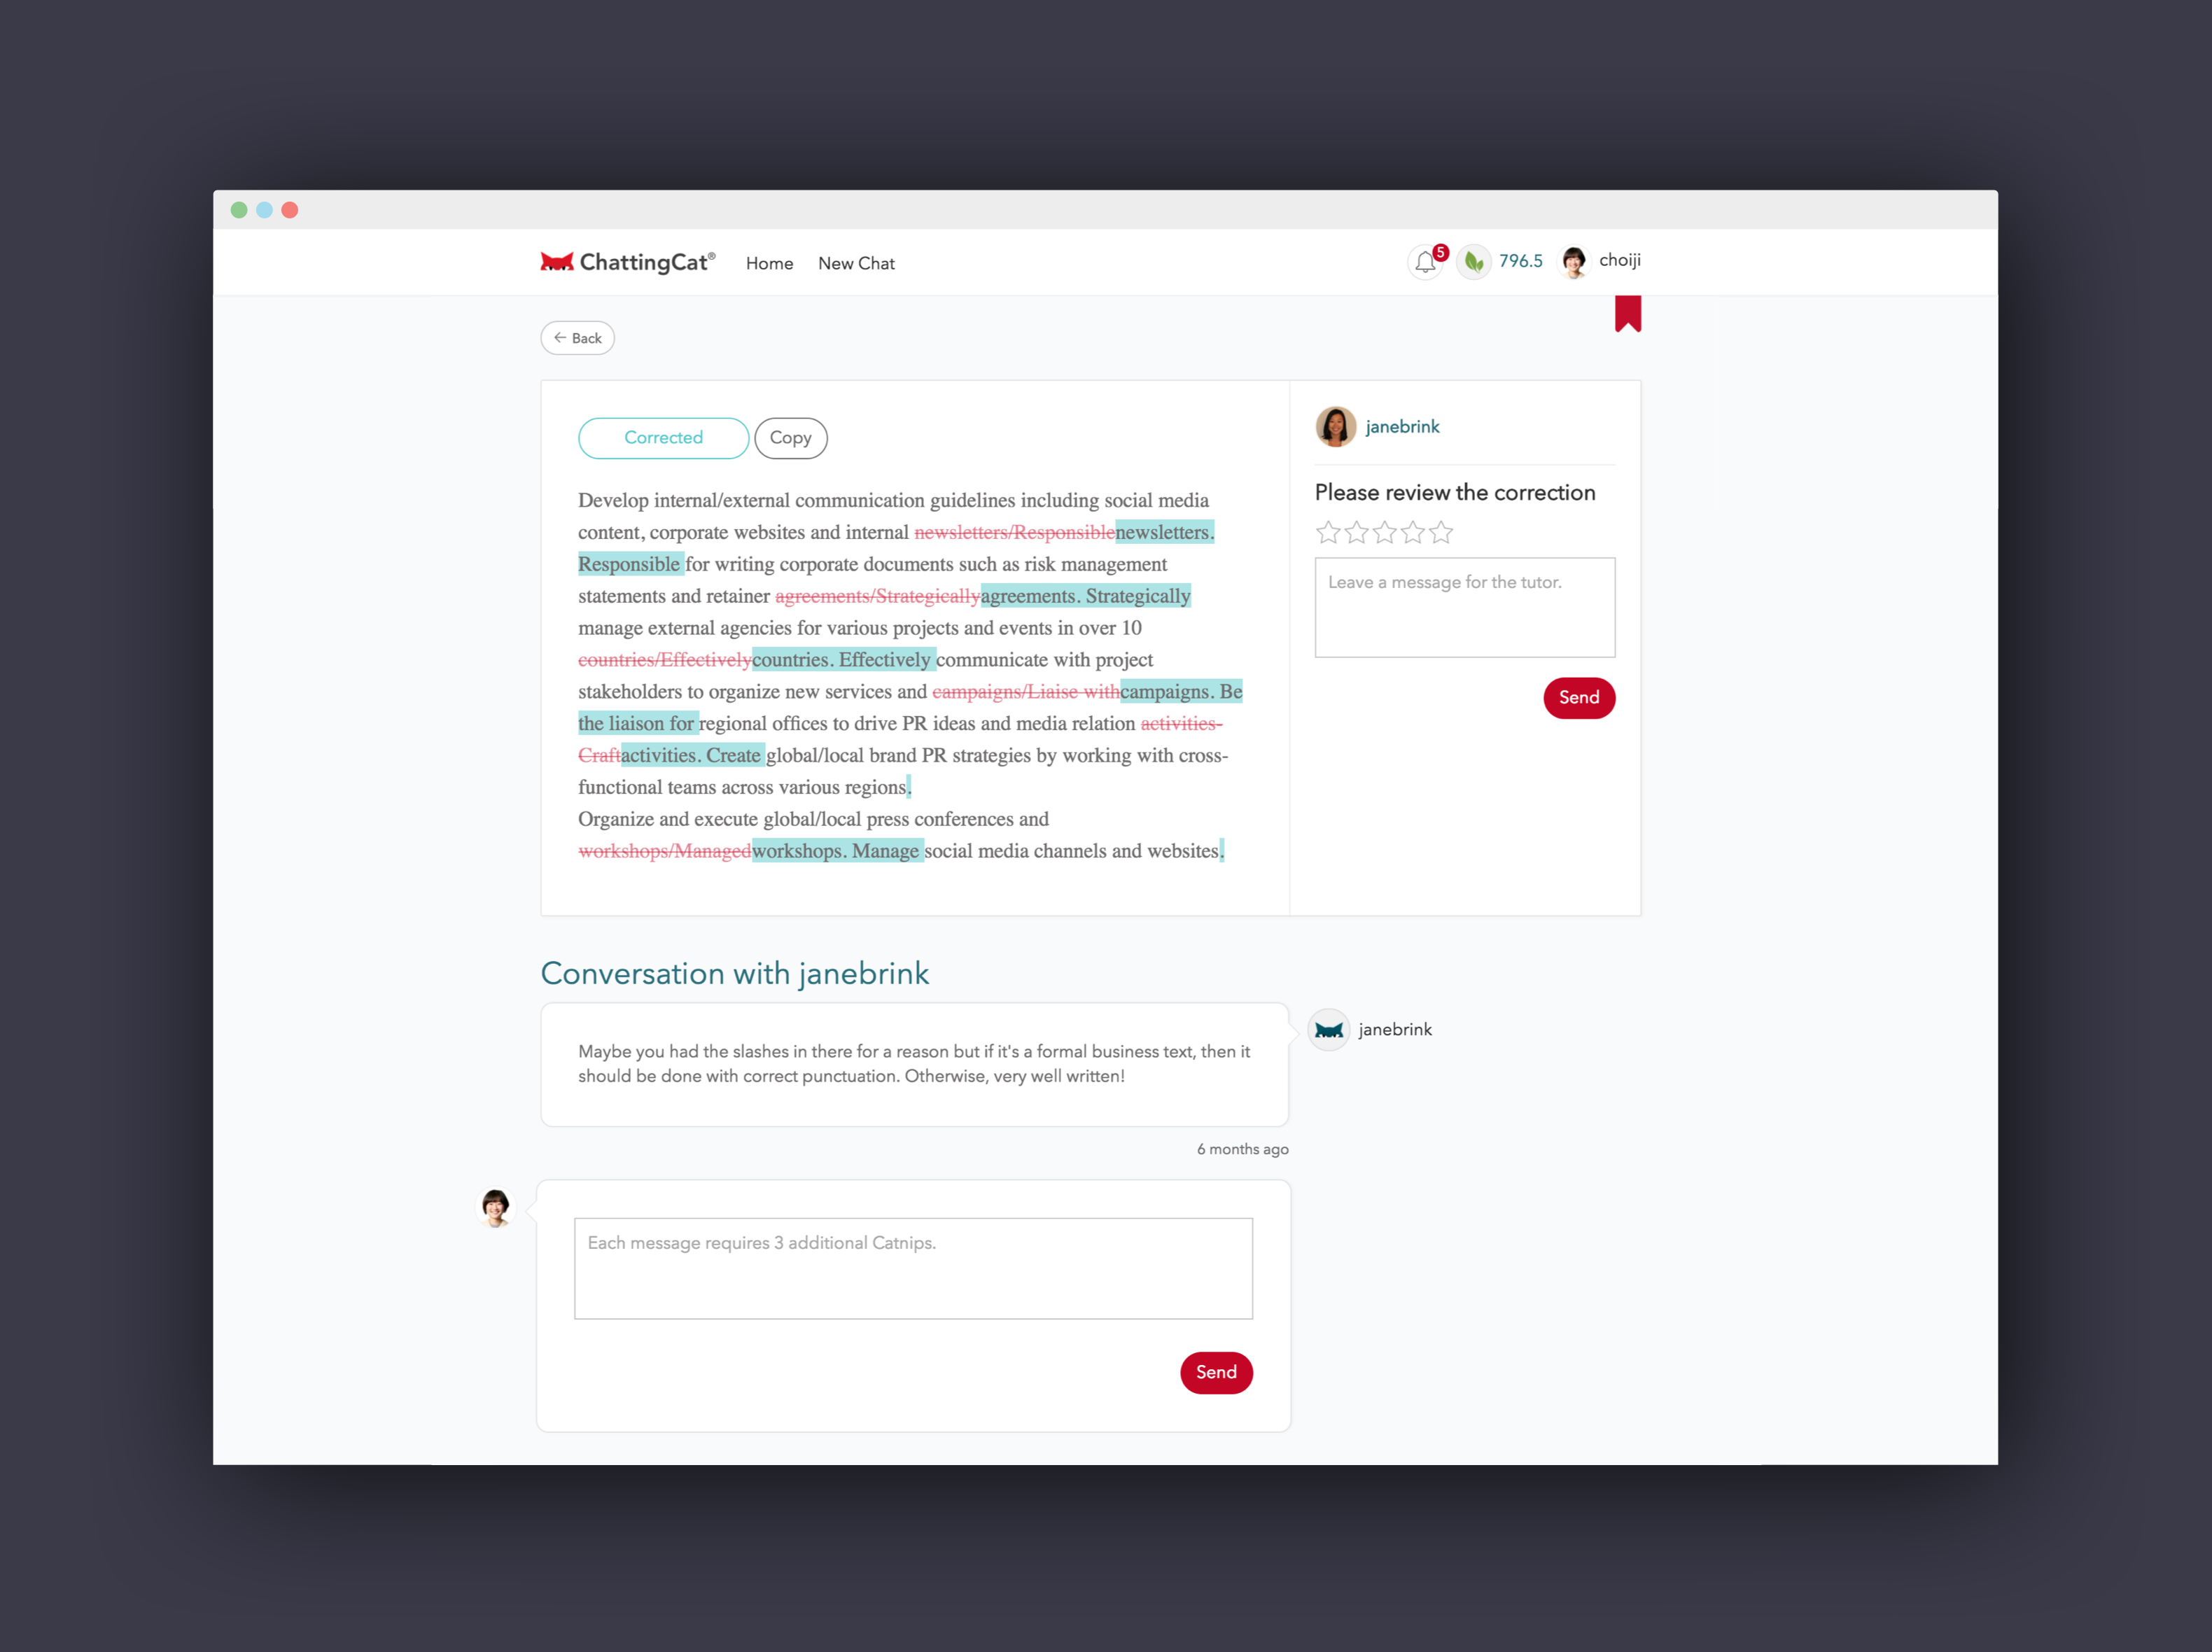 ChattingCat®
Home
New Chat
5
796.5
choiji
← Back
Corrected
Copy
Develop internal/external communication guidelines including social media
content, corporate websites and internal newsletters/Responsiblenewsletters.
Responsible for writing corporate documents such as risk management
statements and retainer agreements/Strategicallyagreements. Strategically
manage external agencies for various projects and events in over 10
countries/Effectivelycountries. Effectively communicate with project
stakeholders to organize new services and campaigns/Liaise withcampaigns. Be
the liaison for regional offices to drive PR ideas and media relation activities-
Craftactivities. Create global/local brand PR strategies by working with cross-
functional teams across various regions.
Organize and execute global/local press conferences and
workshops/Managedworkshops. Manage social media channels and websites.
janebrink
Please review the correction
Leave a message for the tutor.
Send
Conversation with janebrink
Maybe you had the slashes in there for a reason but if it's a formal business text, then it
should be done with correct punctuation. Otherwise, very well written!
janebrink
6 months ago
Each message requires 3 additional Catnips.
Send